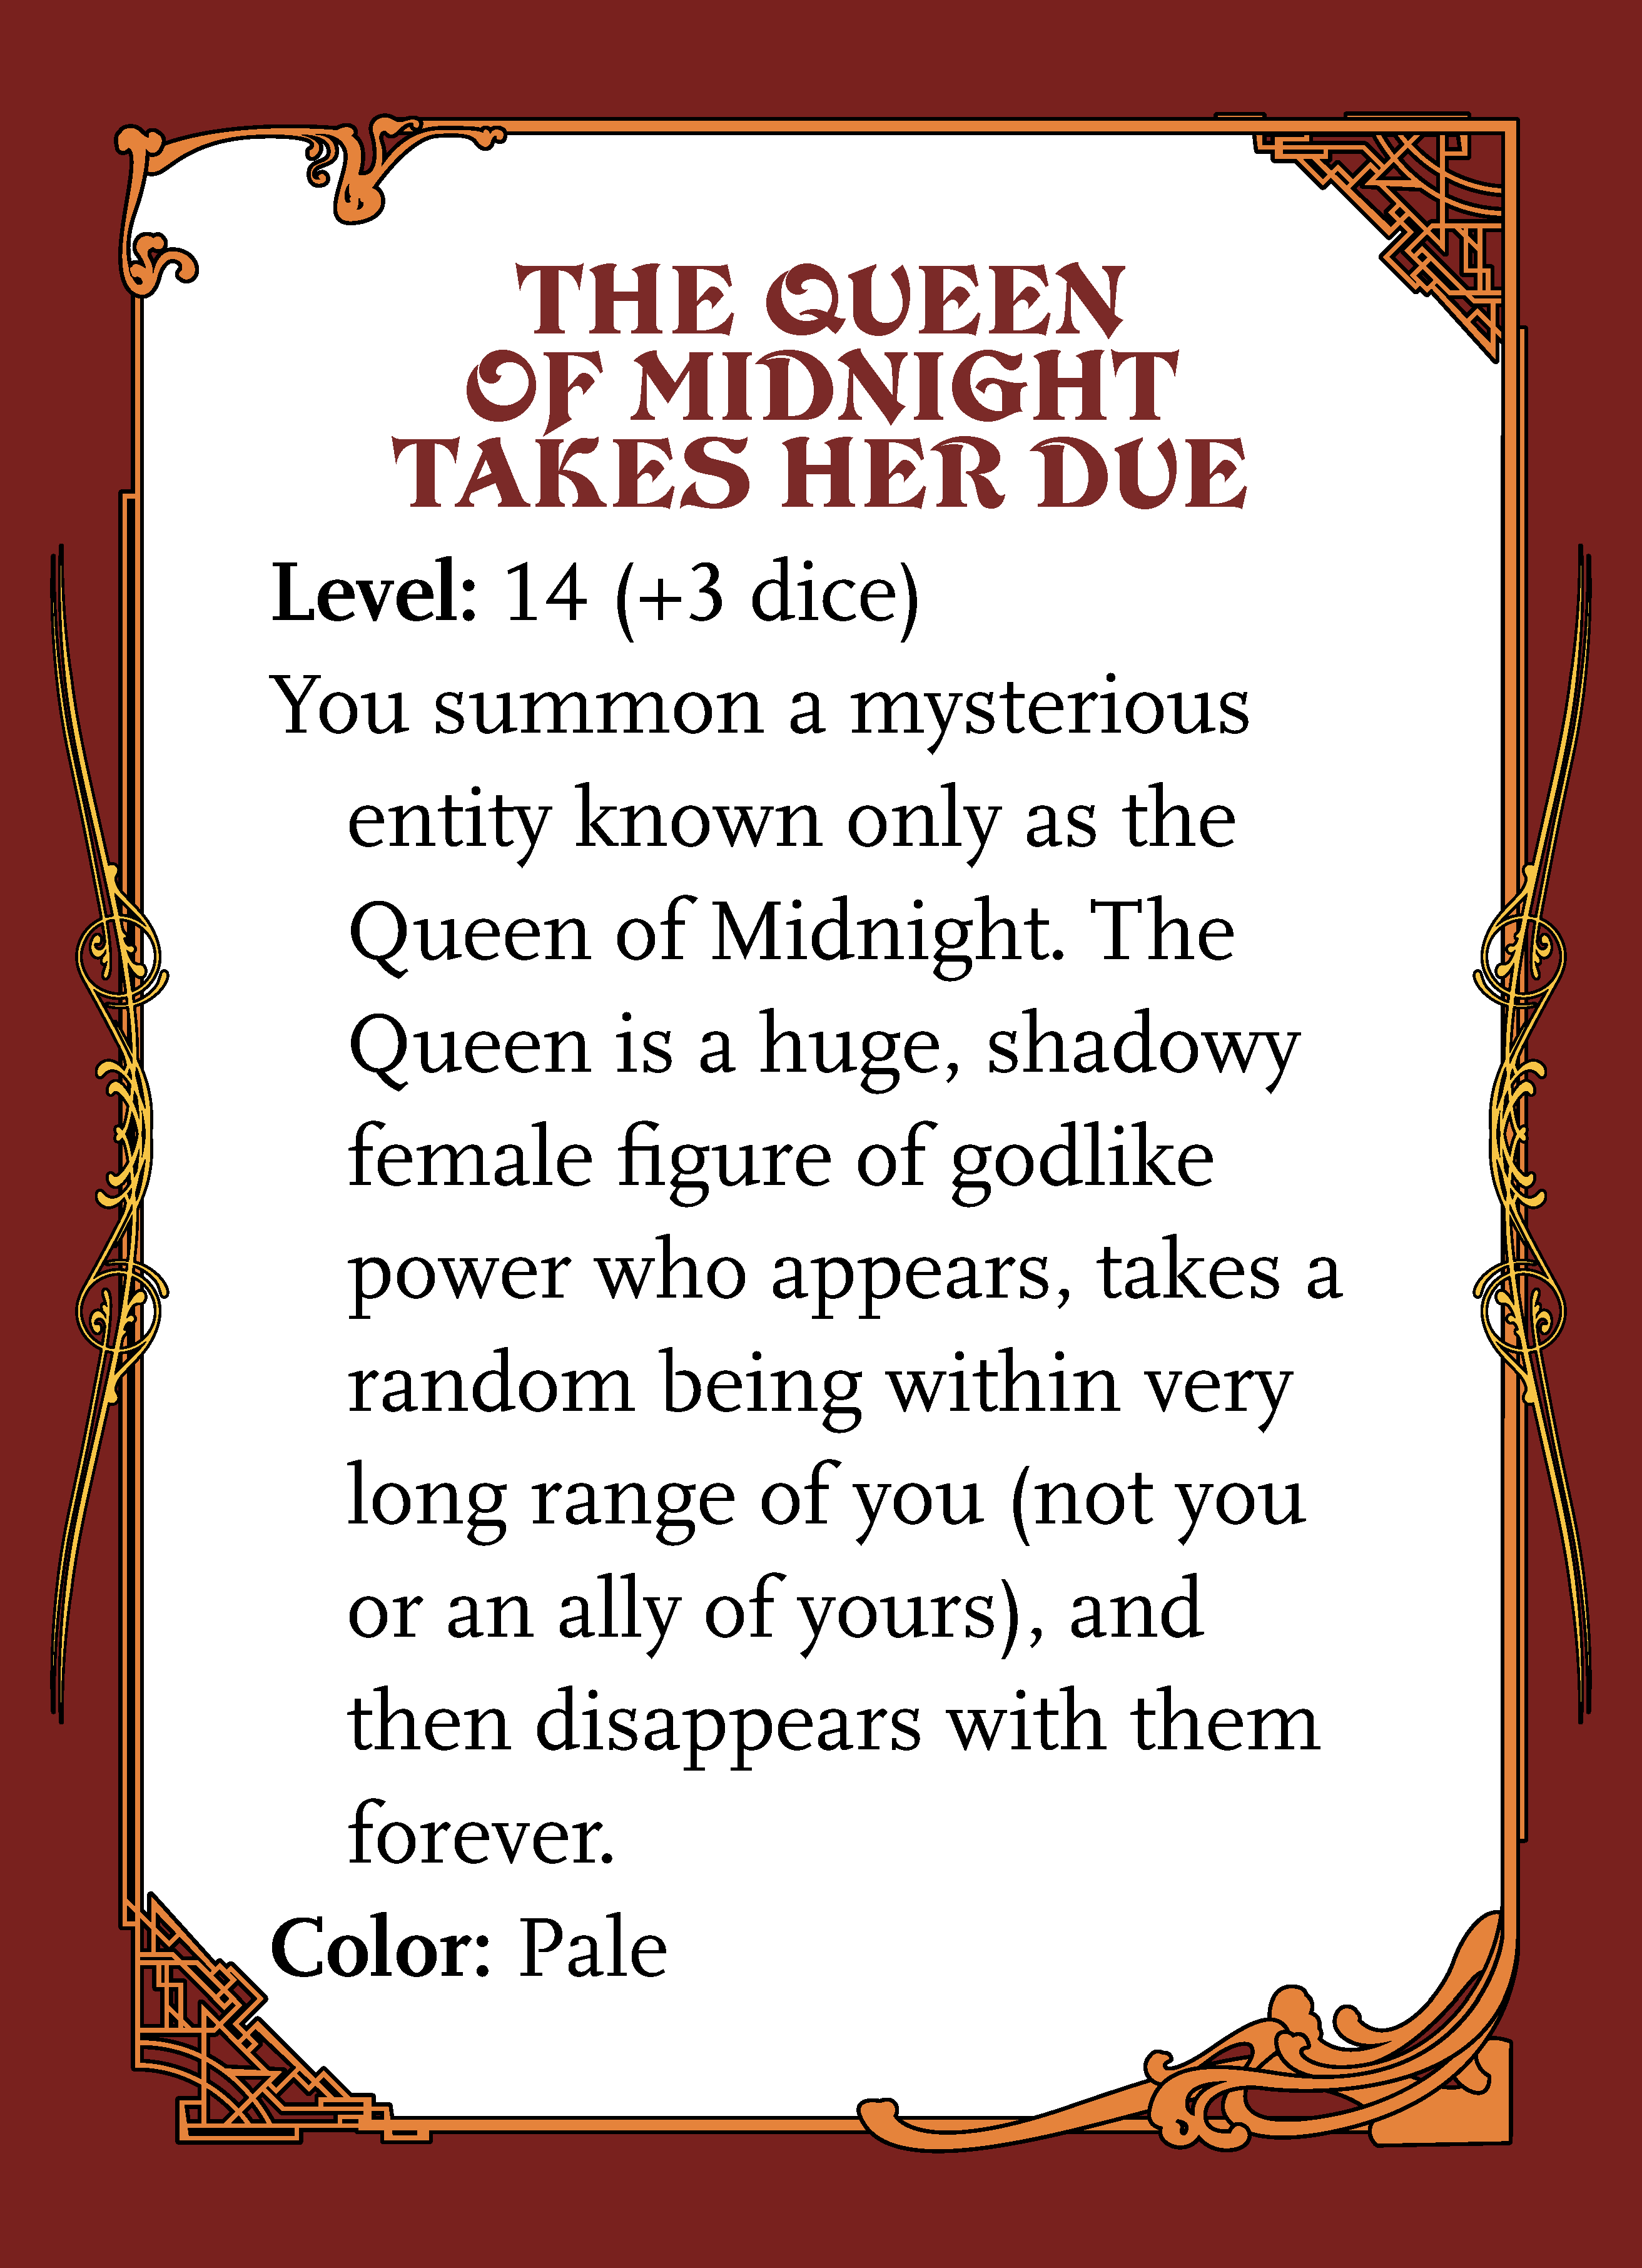 THE QUEEN
OF MIDNIGHT
TAKES HER DUE
Level: 14 (+3 dice)
You summon a mysterious
entity known only as the
Queen of Midnight. The
Queen is a huge, shadowy
female figure of godlike
power who appears, takes a
random being within very
long range of you (not you
or an ally of yours), and
then disappears with them
forever.
Color: Pale